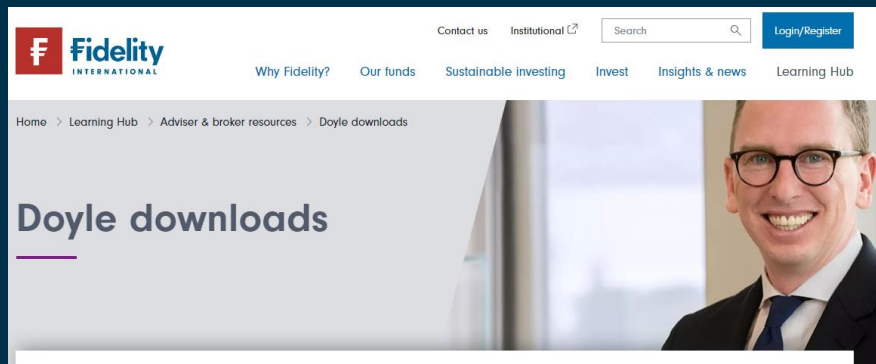 Contact us Institutional Search Login/Register
Fidelity
INTERNATIONAL
Why Fidelity? Our funds Sustainable investing Invest Insights & news Learning Hub
Home > Learning Hub > Adviser & broker resources > Doyle downloads
Doyle downloads